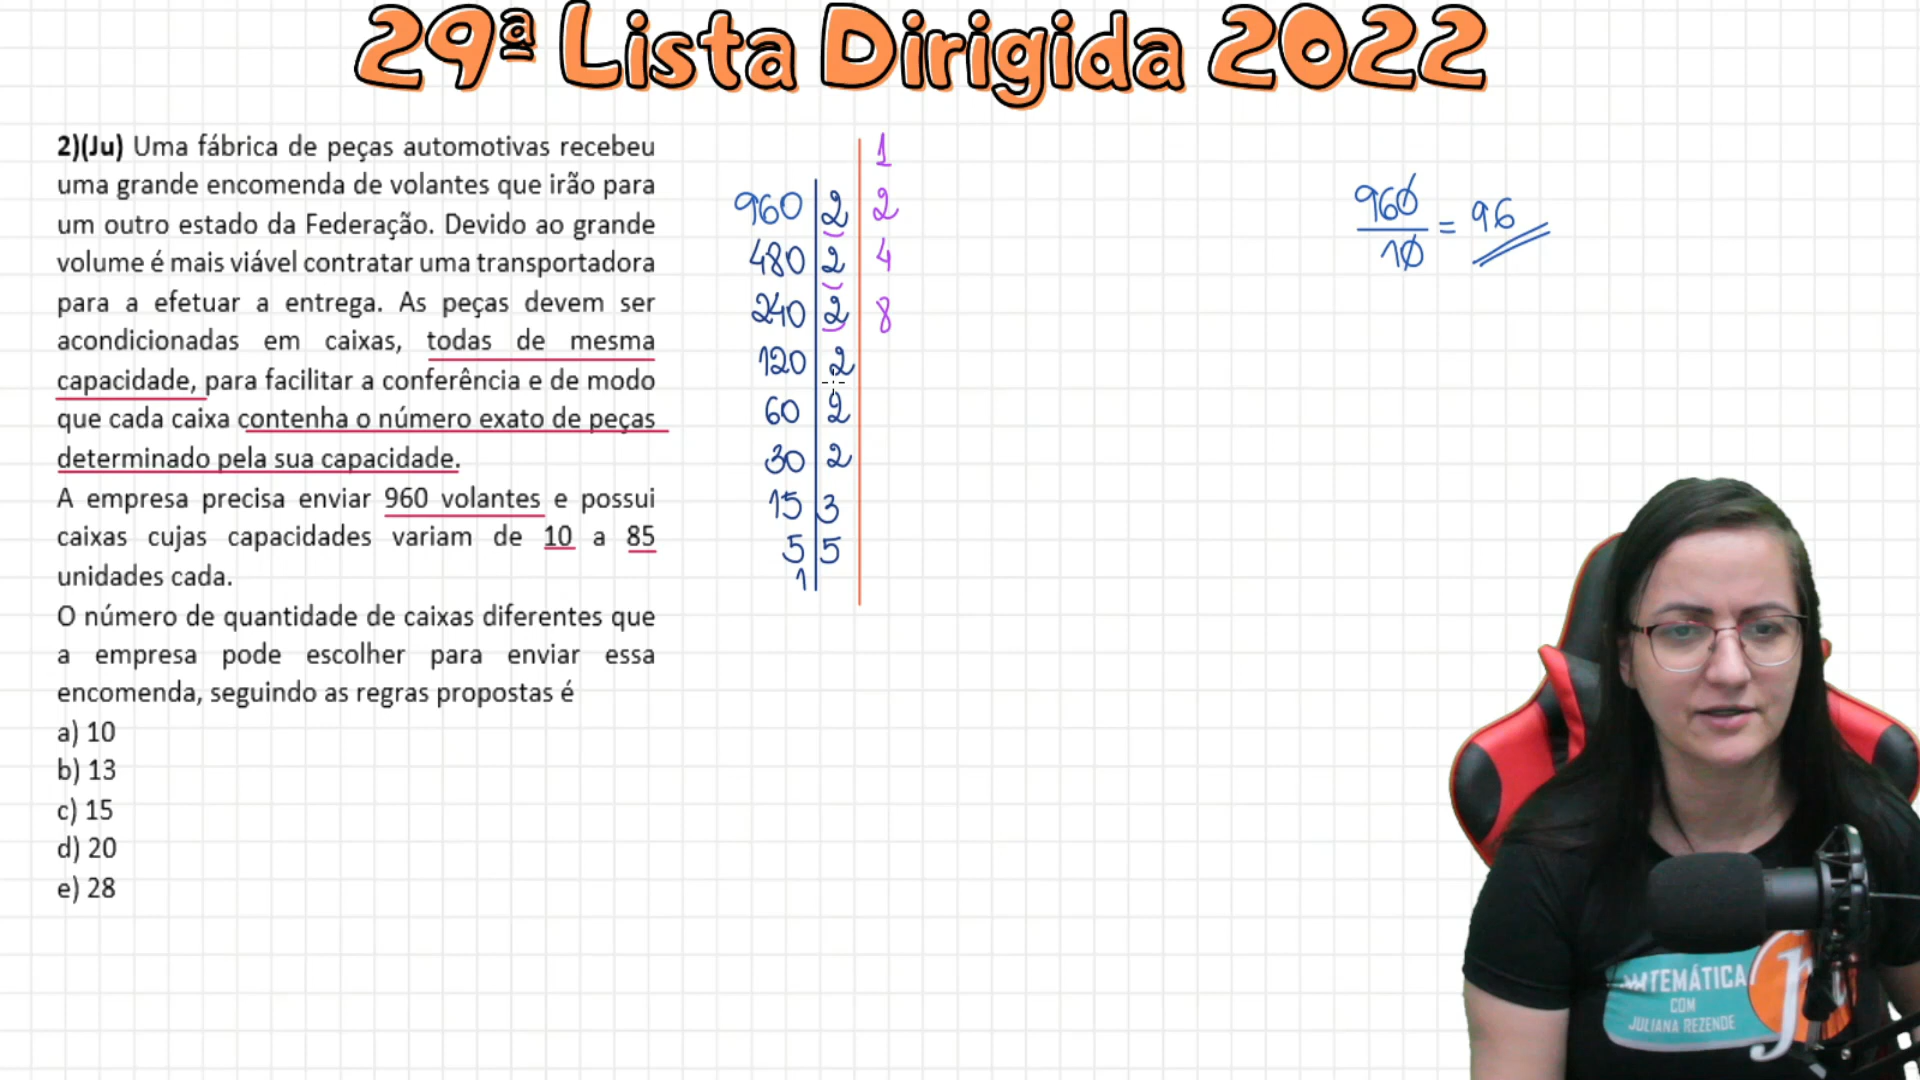 29ª Lista Dirigida 2022
2)(Ju) Uma fábrica de peças automotivas recebeu
uma grande encomenda de volantes que irão para
um outro estado da Federação. Devido ao grande
volume é mais viável contratar uma transportadora
para a efetuar a entrega. As peças devem ser
acondicionadas em caixas, todas de mesma
capacidade, para facilitar a conferência e de modo
que cada caixa contenha o número exato de peças
determinado pela sua capacidade.
A empresa precisa enviar 960 volantes e possui
caixas cujas capacidades variam de 10 a 85
unidades cada.
O número de quantidade de caixas diferentes que
a empresa pode escolher para enviar essa
encomenda, seguindo as regras propostas é
a) 10
b) 13
c) 15
d) 20
e) 28
1
960 2 2
480 2 4
240 2 8
120 2
60 2
30 2
15 3
5 5
1
960
10
= 96
MATEMÁTICA
COM
JULIANA REZENDE